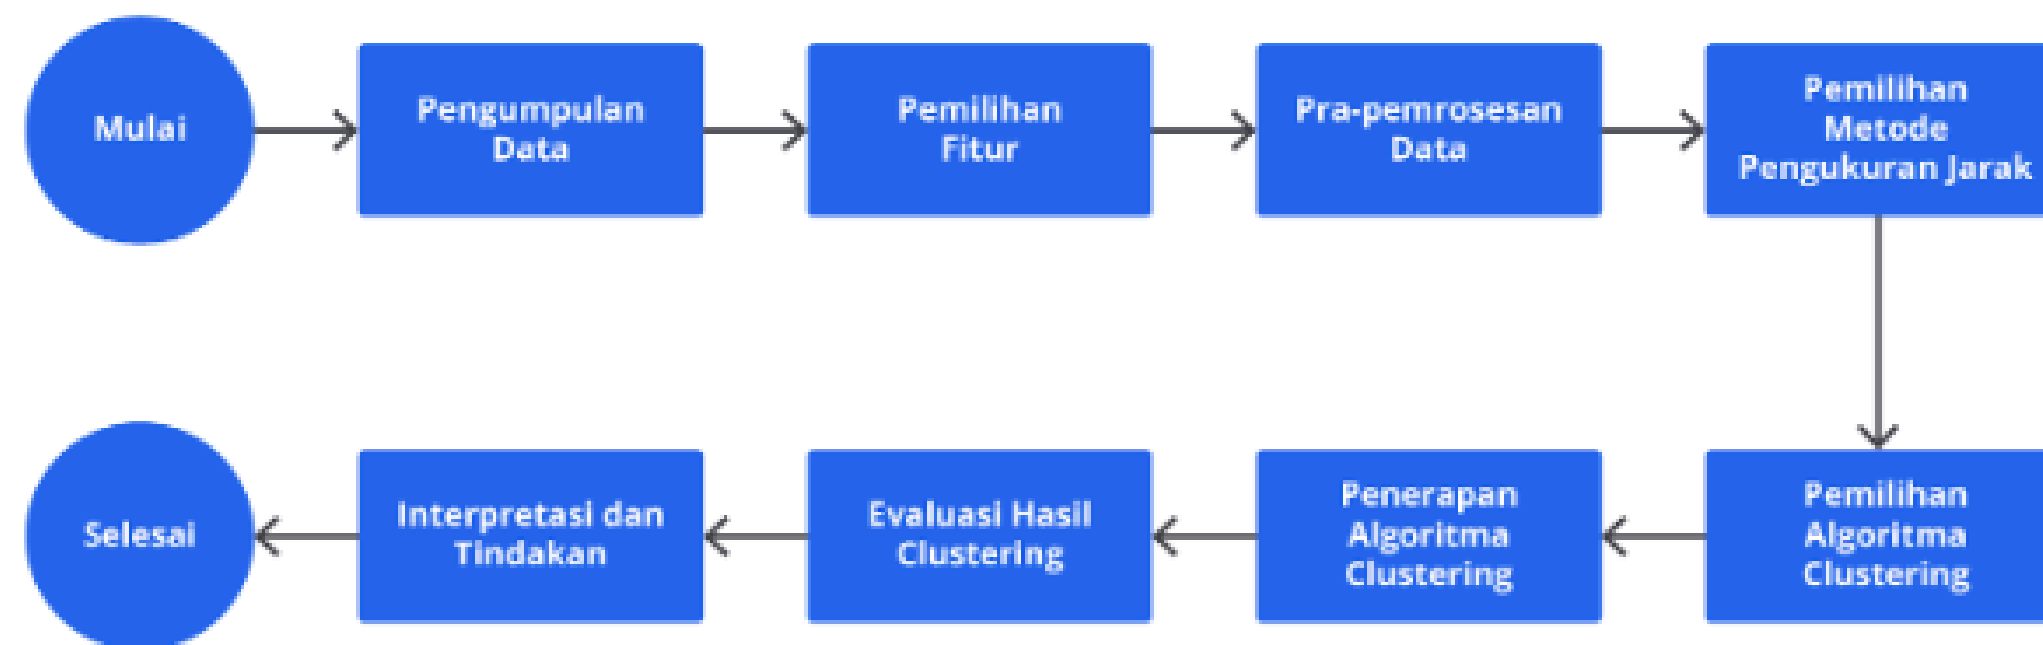 Mulai
Pengumpulan
Data
Pemilihan
Fitur
Pra-pemrosesan
Data
Pemilihan
Metode
Pengukuran Jarak
Pemilihan
Algoritma
Clustering
Penerapan
Algoritma
Clustering
Evaluasi Hasil
Clustering
Interpretasi dan
Tindakan
Selesai